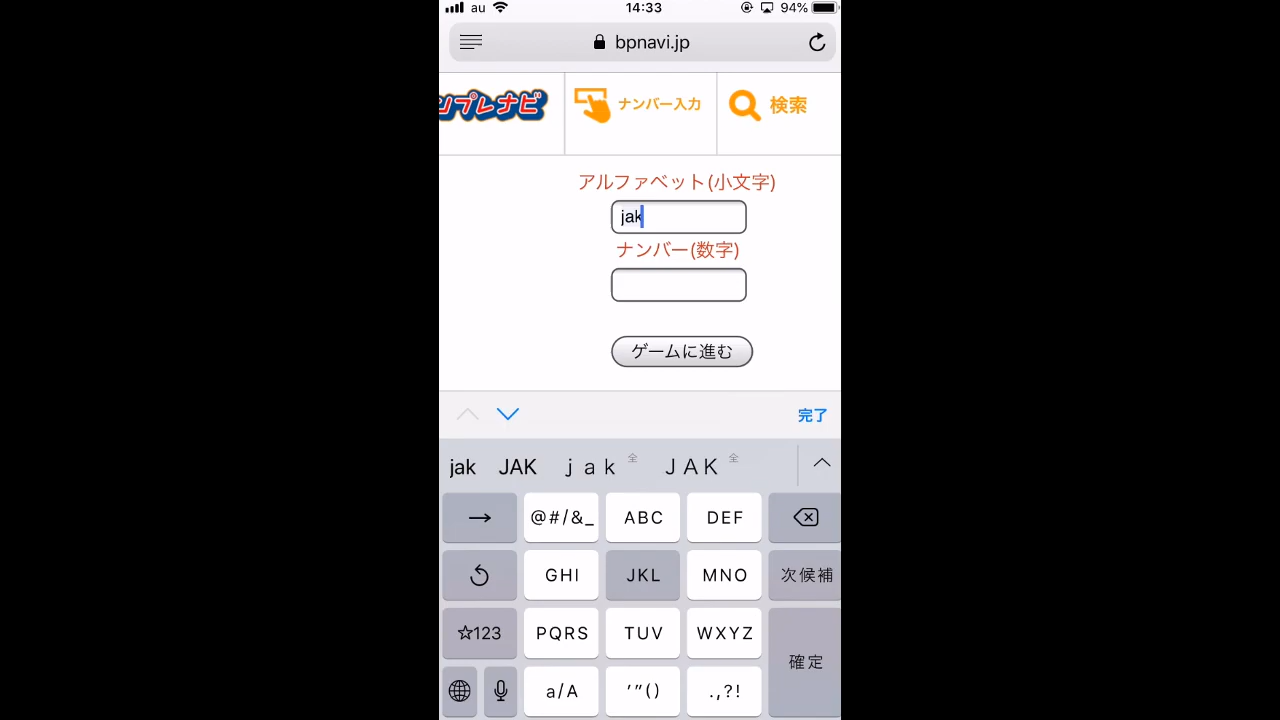 au 14:33 94%
bpnavi.jp
ンプレナビ
ナンバー入力
検索
アルファベット(小文字)
jak
ナンバー(数字)
ゲームに進む
完了
jak JAK ｊａｋ 全 ＪＡＫ 全
→ @#/&_ ABC DEF
GHI JKL MNO 次候補
☆123 PQRS TUV WXYZ
確定
a/A ’”() .,?!